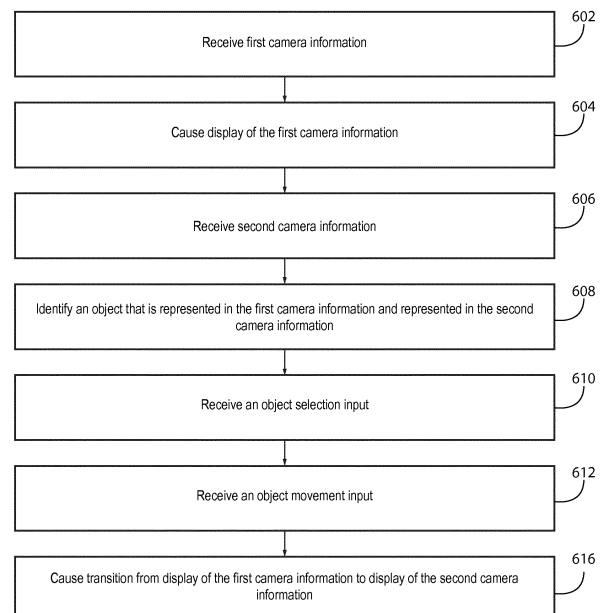 602
Receive first camera information
604
Cause display of the first camera information
606
Receive second camera information
608
Identify an object that is represented in the first camera information and represented in the second
camera information
610
Receive an object selection input
612
Receive an object movement input
616
Cause transition from display of the first camera information to display of the second camera
information